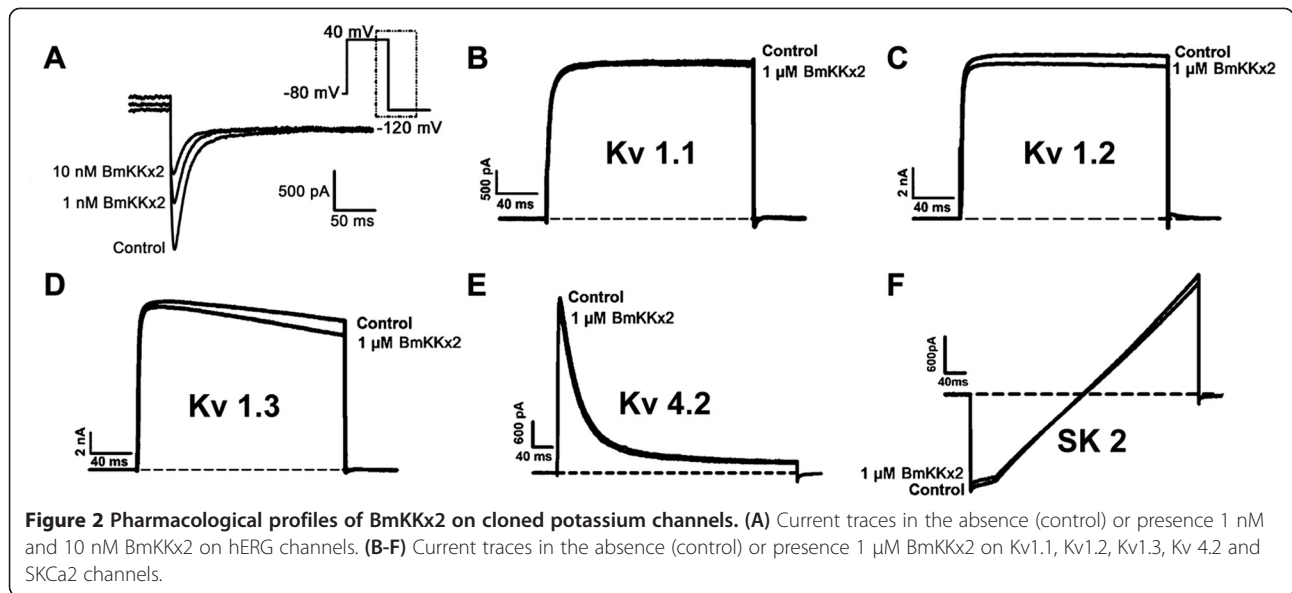 A
40 mV
-80 mV
-120 mV
10 nM BmKKx2
1 nM BmKKx2
Control
500 pA
50 ms
B
Control
1 µM BmKKx2
Kv 1.1
500 pA
40 ms
C
Control
1 µM BmKKx2
Kv 1.2
2 nA
40 ms
D
Control
1 µM BmKKx2
Kv 1.3
2 nA
40 ms
E
Control
1 µM BmKKx2
Kv 4.2
600 pA
40 ms
F
600pA
40ms
SK 2
1 µM BmKKx2
Control
Figure 2 Pharmacological profiles of BmKKx2 on cloned potassium channels. (A) Current traces in the absence (control) or presence 1 nM
and 10 nM BmKKx2 on hERG channels. (B-F) Current traces in the absence (control) or presence 1 µM BmKKx2 on Kv1.1, Kv1.2, Kv1.3, Kv 4.2 and
SKCa2 channels.